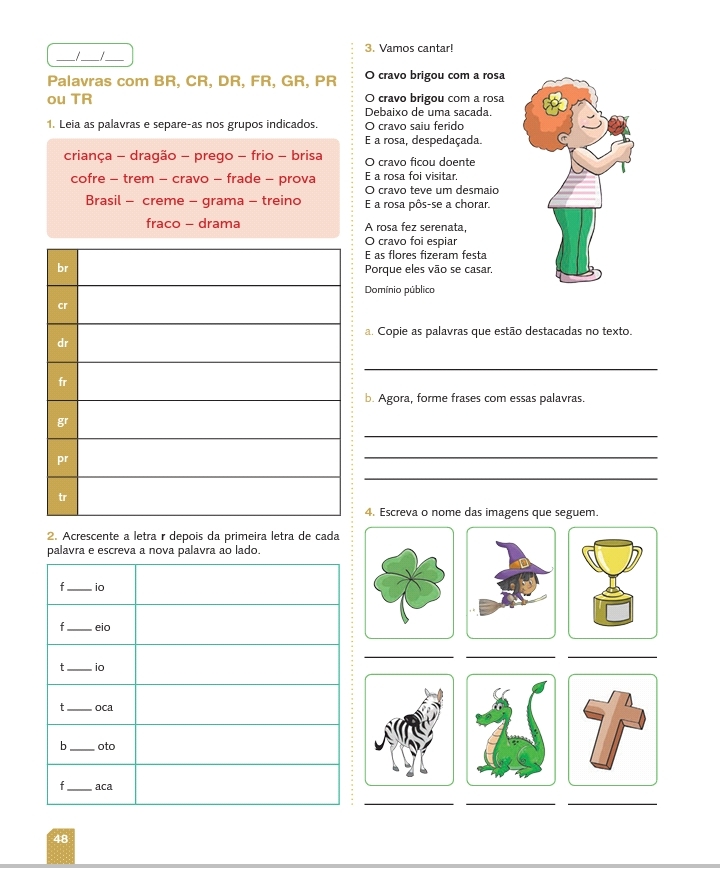 ___/___/___
Palavras com BR, CR, DR, FR, GR, PR
ou TR
1. Leia as palavras e separe-as nos grupos indicados.
criança – dragão – prego – frio – brisa
cofre – trem – cravo – frade – prova
Brasil – creme – grama – treino
fraco – drama
br
cr
dr
fr
gr
pr
tr
2. Acrescente a letra r depois da primeira letra de cada
palavra e escreva a nova palavra ao lado.
f ____ io
f ____ eio
t ____ io
t ____ oca
b ____ oto
f ____ aca
48
3. Vamos cantar!
O cravo brigou com a rosa
O cravo brigou com a rosa
Debaixo de uma sacada.
O cravo saiu ferido
E a rosa, despedaçada.
O cravo ficou doente
E a rosa foi visitar.
O cravo teve um desmaio
E a rosa pôs-se a chorar.
A rosa fez serenata,
O cravo foi espiar
E as flores fizeram festa
Porque eles vão se casar.
Domínio público
a. Copie as palavras que estão destacadas no texto.
b. Agora, forme frases com essas palavras.
4. Escreva o nome das imagens que seguem.